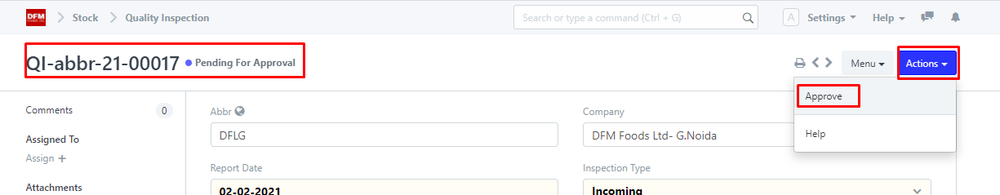 DFM
Stock
Quality Inspection
Search or type a command (Ctrl + G)
A
Settings
Help
QI-abbr-21-00017
Pending For Approval
Menu
Actions
Approve
Help
Comments
0
Assigned To
Assign +
Attachments
Abbr
DFLG
Company
DFM Foods Ltd- G.Noida
Report Date
02-02-2021
Inspection Type
Incoming